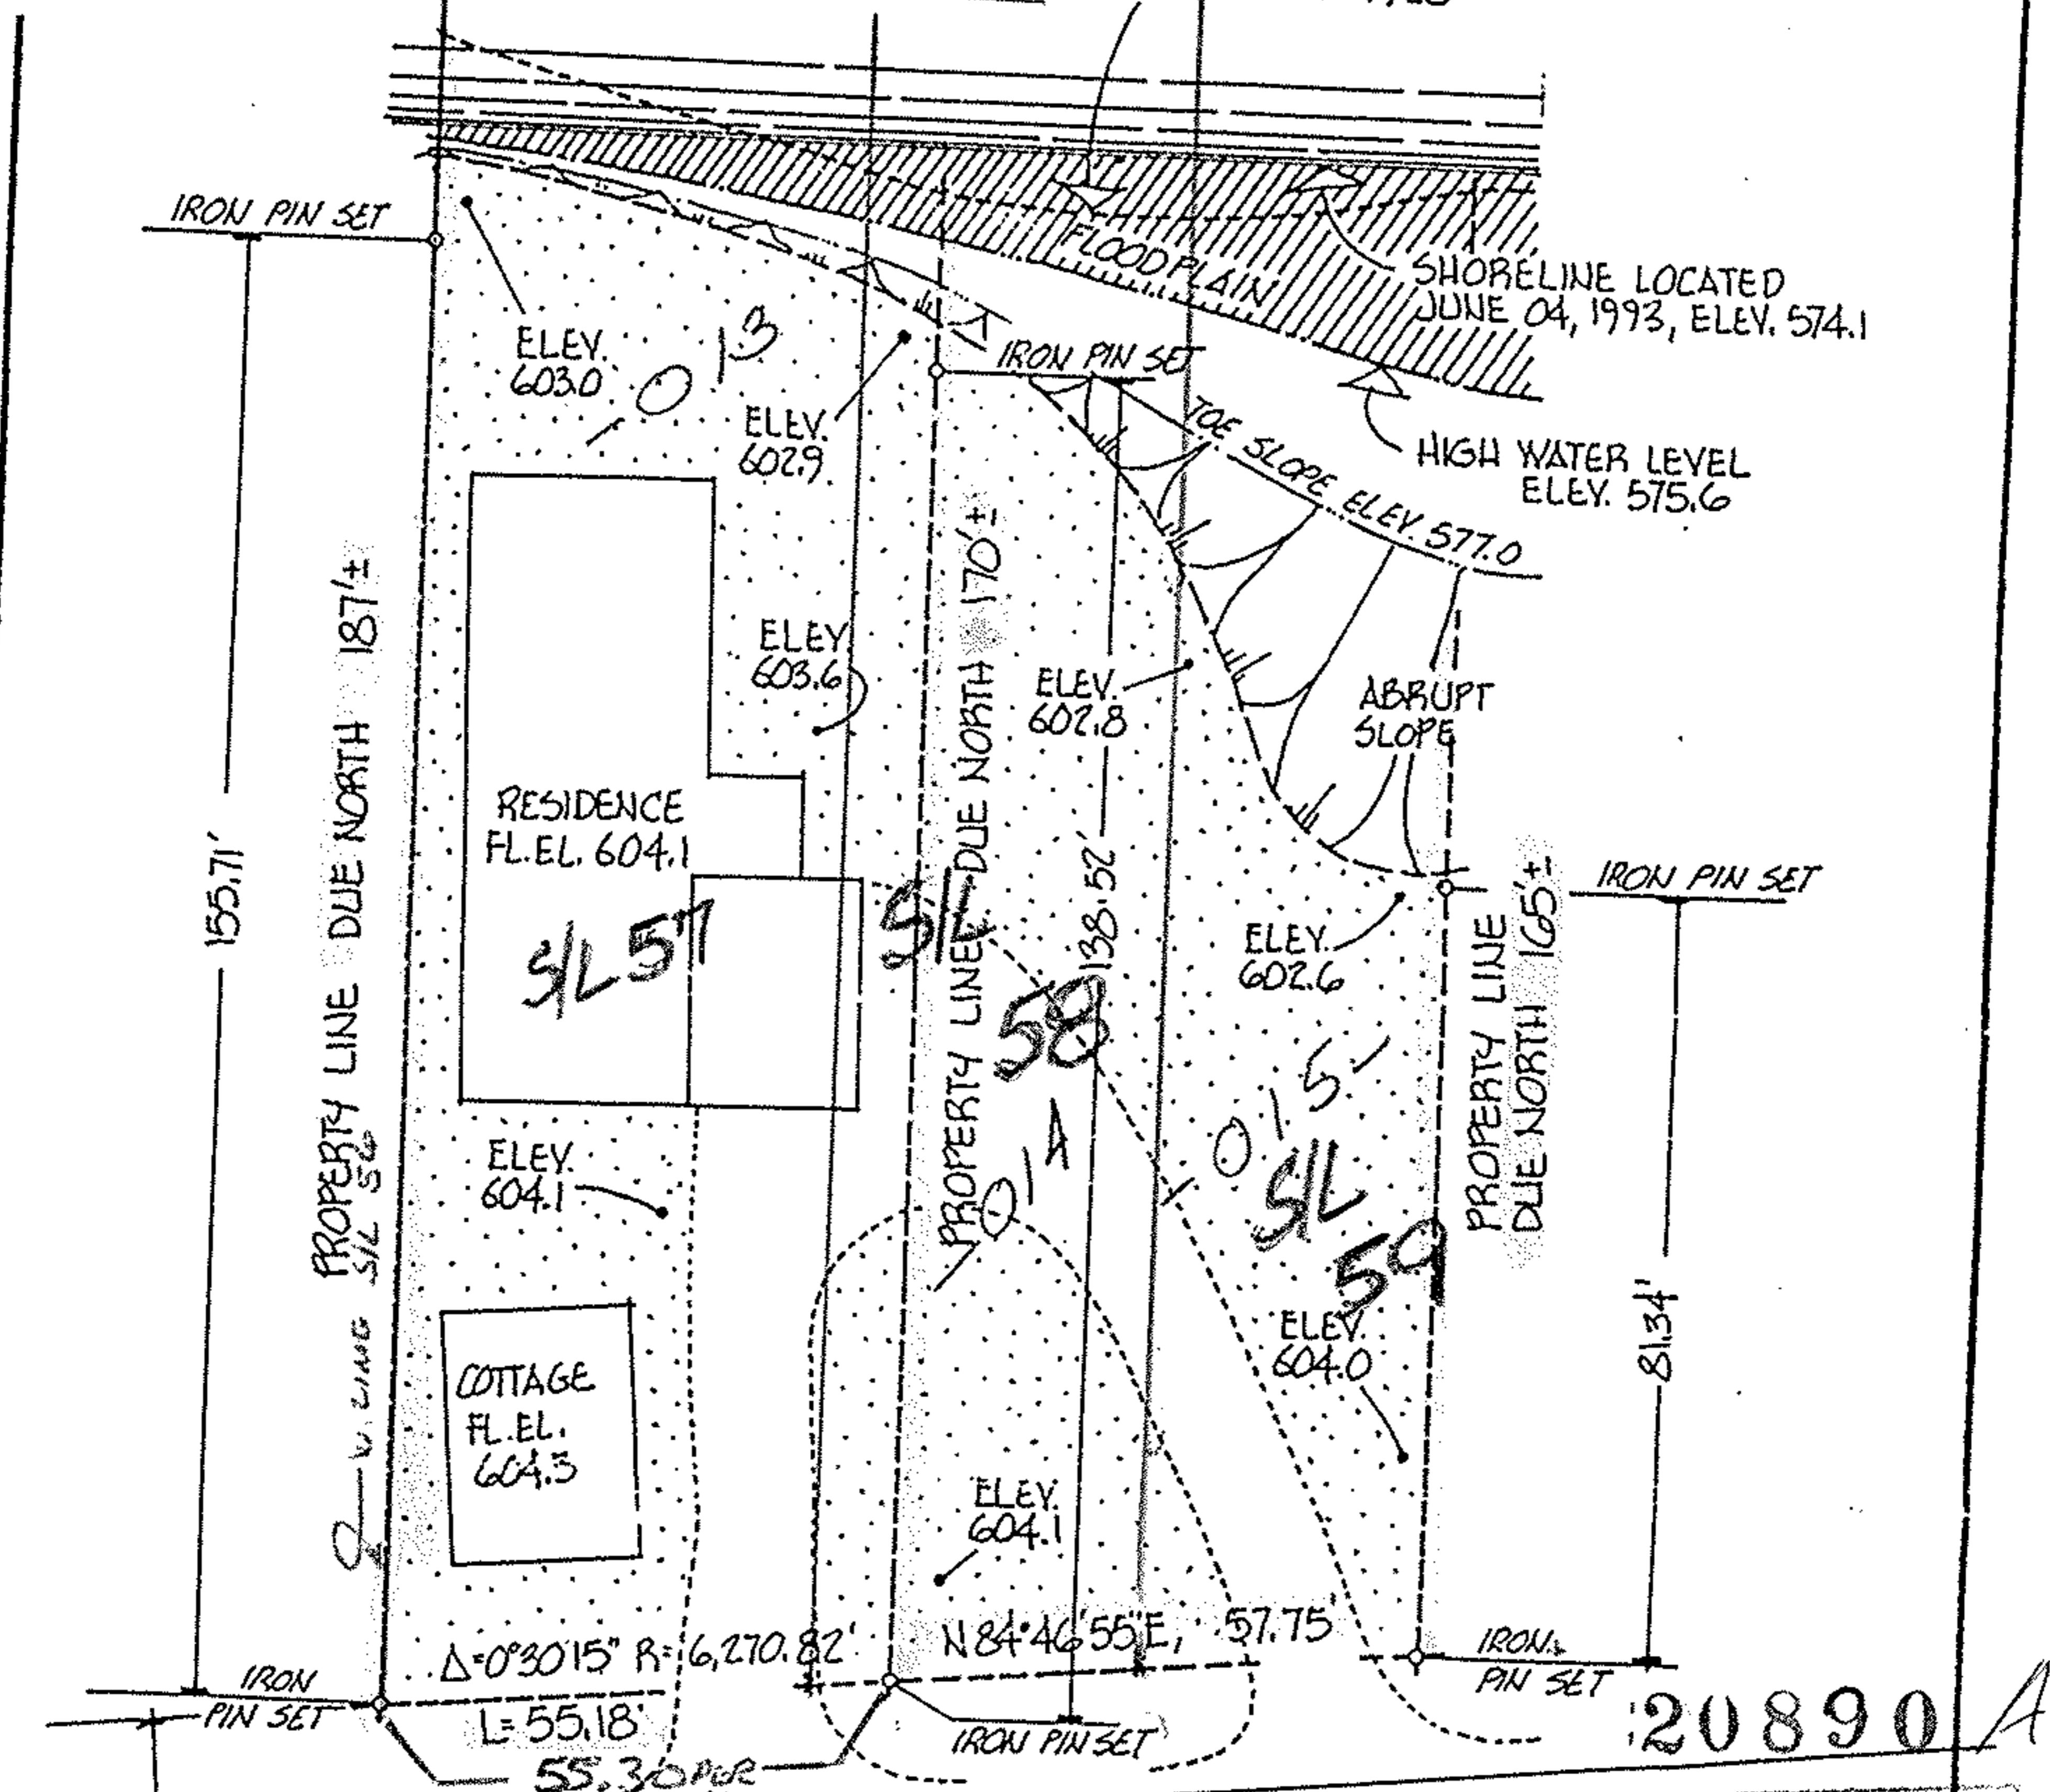 IRON PIN SET
ELEV.
603.0
013
ELEV.
602.9
FLOOD PLAIN
SHORELINE LOCATED
JUNE 04, 1993, ELEV. 574.1
IRON PIN SET
HIGH WATER LEVEL
ELEV. 575.6
TOE SLOPE ELEV. 577.0
PROPERTY LINE DUE NORTH 187'±
155.71'
ELEV
603.6
PROPERTY LINE DUE NORTH 170'±
ELEV.
602.8
138.52'
ABRUPT
SLOPE
RESIDENCE
FL.EL. 604.1
S/L 57
S/L
58
IRON PIN SET
ELEV.
602.6
PROPERTY LINE
DUE NORTH 165'±
015
S/L
59
01A
ELEV.
604.1
S/L 56
ELEV.
604.0
81.34'
COTTAGE
FL.EL.
604.3
ELEV.
604.1
Δ=0°30'15" R=6,270.82'
N 84°46'55"E, 57.75'
IRON
PIN SET
L=55.18'
IRON PIN SET
IRON
PIN SET
20890 A